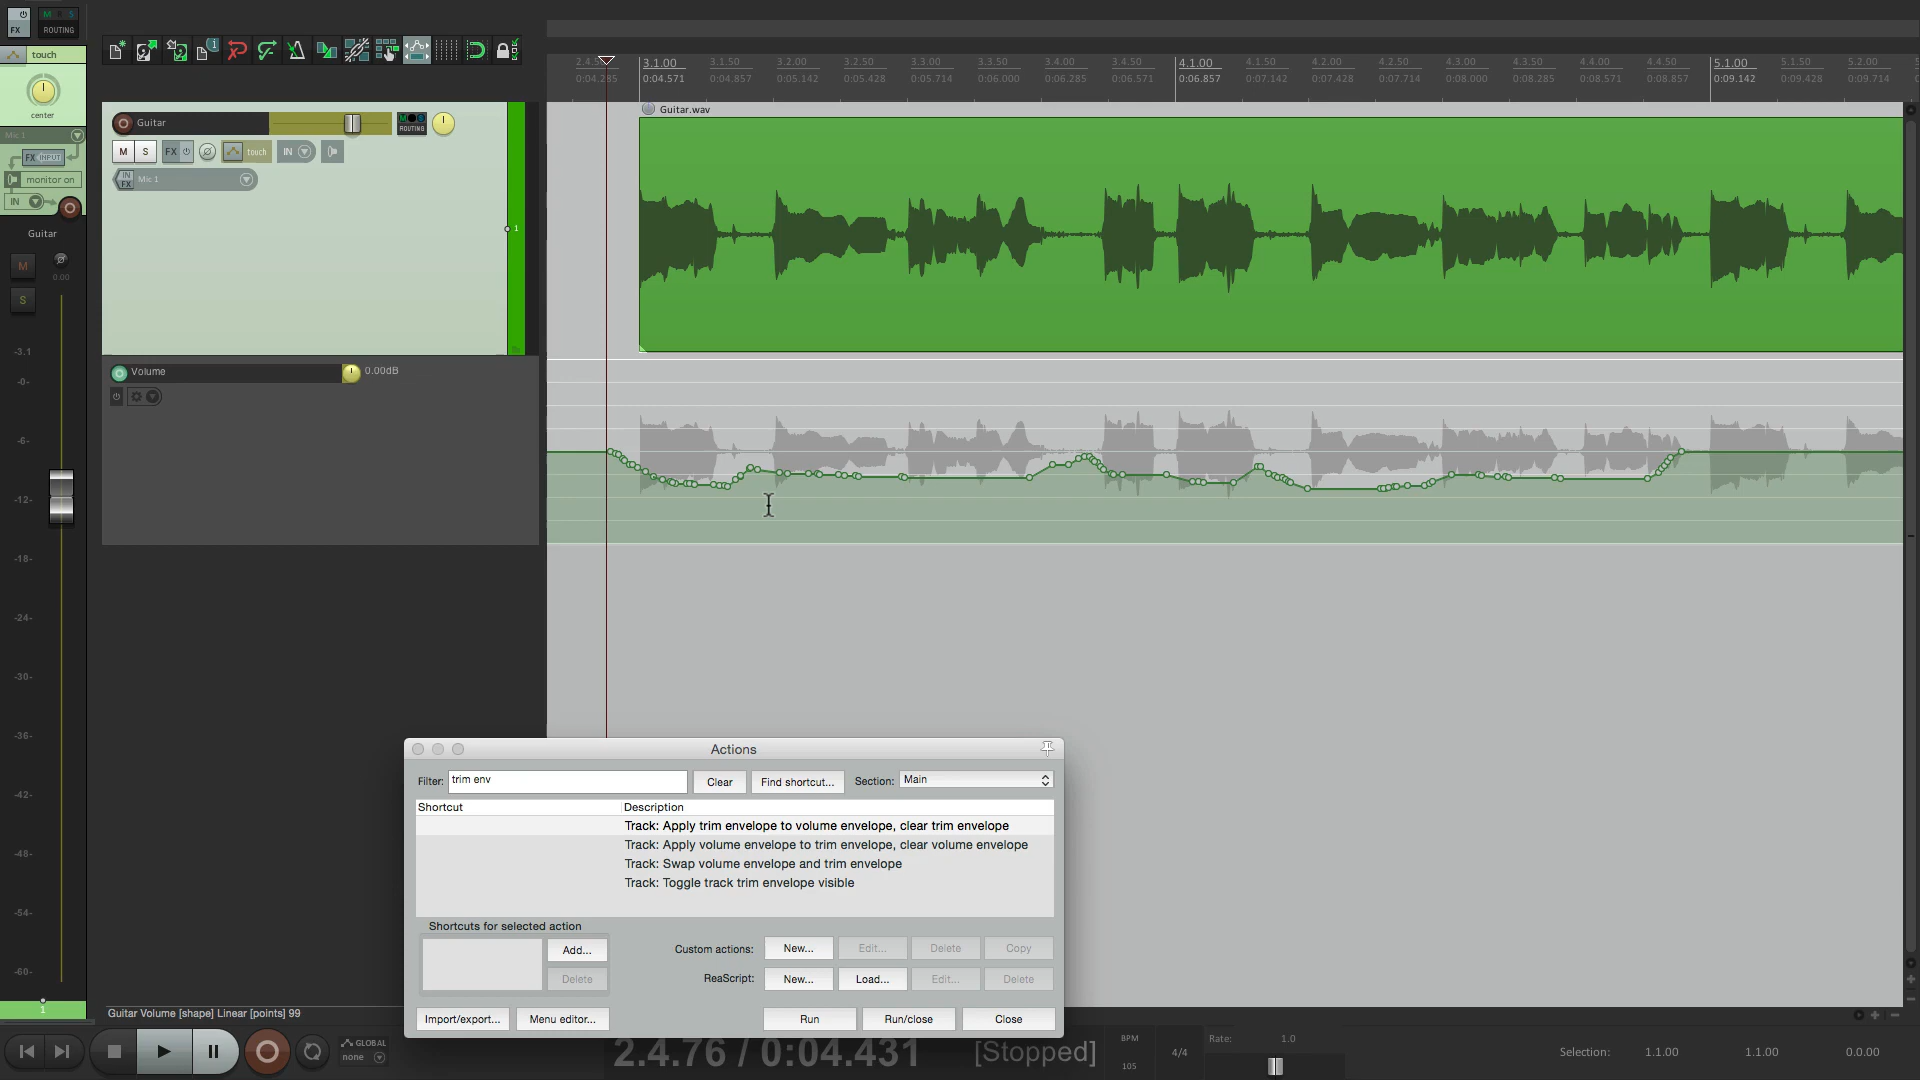 M S
FX ROUTING
touch
center
Mic 1
FX INPUT
monitor on
IN
Guitar
M 0.00
S
-3.1
-0-
-6-
-12-
-18-
-24-
-30-
-36-
-42-
-48-
-54-
-60-
1
Guitar
ROUTING
M S FX touch IN
IN FX Mic 1
1
Volume 0.00dB
3.1.00 3.1.50 3.2.00 3.2.50 3.3.00 3.3.50 3.4.00 3.4.50 4.1.00 4.1.50 4.2.00 4.2.50 4.3.00 4.3.50 4.4.00 4.4.50 5.1.00 5.1.50 5.2.00
0:04.285 0:04.571 0:04.857 0:05.142 0:05.428 0:05.714 0:06.000 0:06.285 0:06.571 0:06.857 0:07.142 0:07.428 0:07.714 0:08.000 0:08.285 0:08.571 0:08.857 0:09.142 0:09.428 0:09.714
Guitar.wav
Actions
Filter: trim env Clear Find shortcut... Section: Main
Shortcut Description
Track: Apply trim envelope to volume envelope, clear trim envelope
Track: Apply volume envelope to trim envelope, clear volume envelope
Track: Swap volume envelope and trim envelope
Track: Toggle track trim envelope visible
Shortcuts for selected action
Add... Custom actions: New... Edit... Delete Copy
Delete ReaScript: New... Load... Edit... Delete
Import/export... Menu editor... Run Run/close Close
Guitar Volume [shape] Linear [points] 99
GLOBAL
none
2.4.76 / 0:04.431 [Stopped]
BPM
105
4/4
Rate: 1.0
Selection: 1.1.00 1.1.00 0.0.00